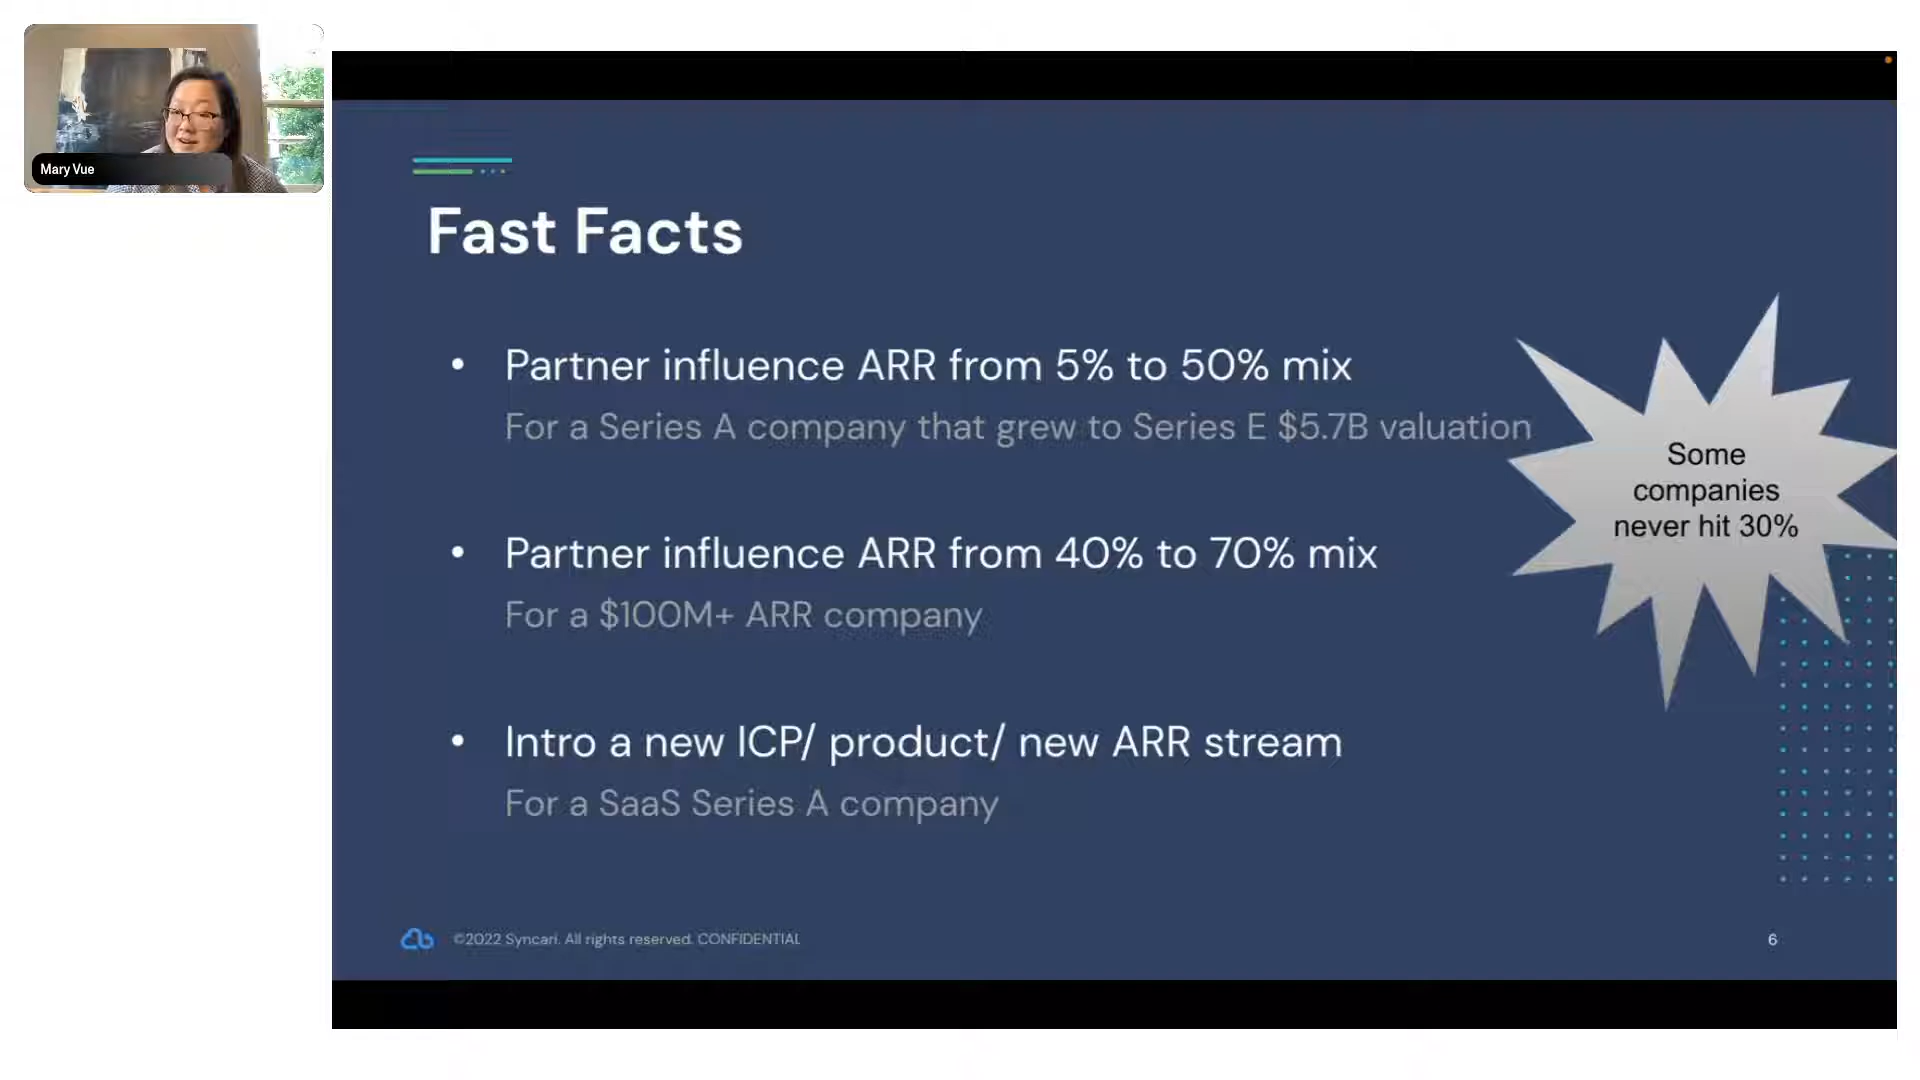 Mary Vue
Fast Facts
• Partner influence ARR from 5% to 50% mix
For a Series A company that grew to Series E $5.7B valuation
• Partner influence ARR from 40% to 70% mix
For a $100M+ ARR company
• Intro a new ICP/ product/ new ARR stream
For a SaaS Series A company
Some
companies
never hit 30%
©2022 Syncari. All rights reserved. CONFIDENTIAL
6